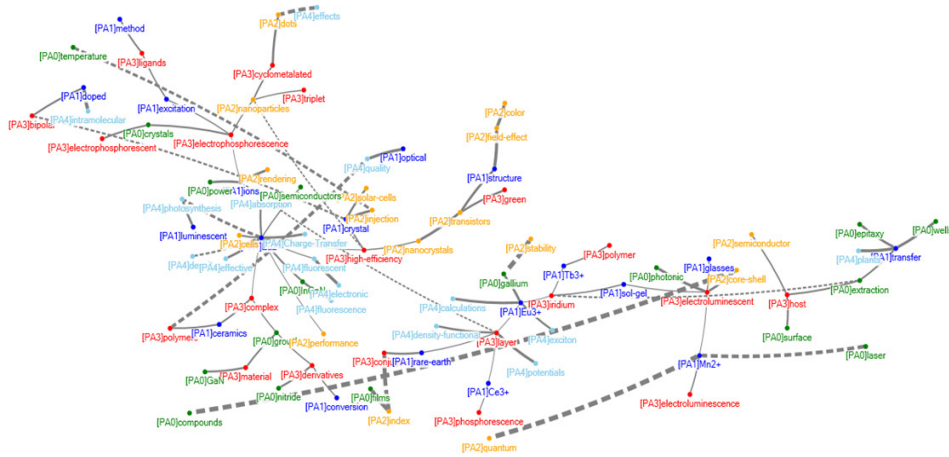 [PA2]dots
[PA4]effects
[PA1]method
[PA0]temperature
[PA3]ligands
[PA3]cyclometalated
[PA3]triplet
[PA1]doped
[PA1]excitation
[PA2]nanoparticles
[PA2]color
[PA4]intramolecular
[PA0]crystals
[PA3]electrophosphorescent
[PA3]electrophosphorescence
[PA2]field-effect
[PA1]optical
[PA4]quality
[PA2]rendering
[PA1]structure
[PA0]power
[PA0]semiconductors
[PA3]green
[PA4]photosynthesis
[PA4]absorption
[PA2]solar-cells
[PA2]injection
[PA2]transistors
[PA1]luminescent
[PA1]crystal
[PA0]epitaxy
[PA0]well
[PA2]cells
[PA4]Charge-Transfer
[PA2]nanocrystals
[PA2]stability
[PA2]semiconductor
[PA3]high-efficiency
[PA3]polymer
[PA1]transfer
[PA4]plants
[PA4]effective
[PA4]fluorescent
[PA1]Tb3+
[PA1]glasses
[PA0]photonic
[PA2]core-shell
[PA0]gallium
[PA0]extraction
[PA4]electronic
[PA1]sol-gel
[PA3]complex
[PA4]fluorescence
[PA4]calculations
[PA3]iridium
[PA3]electroluminescent
[PA3]host
[PA1]Eu3+
[PA1]ceramics
[PA2]performance
[PA4]density-functional
[PA3]layer
[PA4]exciton
[PA0]surface
[PA0]laser
[PA1]rare-earth
[PA1]Mn2+
[PA0]GaN
[PA3]material
[PA3]derivatives
[PA4]potentials
[PA0]nitride
[PA1]conversion
[PA0]films
[PA1]Ce3+
[PA3]electroluminescence
[PA0]compounds
[PA2]index
[PA3]phosphorescence
[PA2]quantum